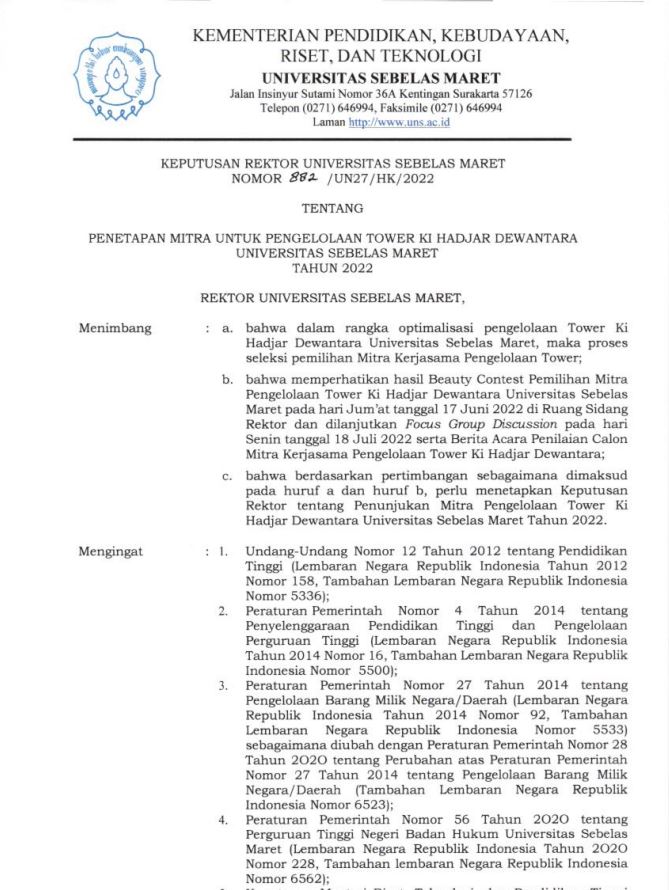 KEMENTERIAN PENDIDIKAN, KEBUDAYAAN,
RISET, DAN TEKNOLOGI
UNIVERSITAS SEBELAS MARET
Jalan Insinyur Sutami Nomor 36A Kentingan Surakarta 57126
Telepon (0271) 646994, Faksimile (0271) 646994
Laman http://www.uns.ac.id
KEPUTUSAN REKTOR UNIVERSITAS SEBELAS MARET
NOMOR 882 /UN27/HK/2022
TENTANG
PENETAPAN MITRA UNTUK PENGELOLAAN TOWER KI HADJAR DEWANTARA
UNIVERSITAS SEBELAS MARET
TAHUN 2022
REKTOR UNIVERSITAS SEBELAS MARET,
Menimbang : a. bahwa dalam rangka optimalisasi pengelolaan Tower Ki
Hadjar Dewantara Universitas Sebelas Maret, maka proses
seleksi pemilihan Mitra Kerjasama Pengelolaan Tower;
b. bahwa memperhatikan hasil Beauty Contest Pemilihan Mitra
Pengelolaan Tower Ki Hadjar Dewantara Universitas Sebelas
Maret pada hari Jum'at tanggal 17 Juni 2022 di Ruang Sidang
Rektor dan dilanjutkan Focus Group Discussion pada hari
Senin tanggal 18 Juli 2022 serta Berita Acara Penilaian Calon
Mitra Kerjasama Pengelolaan Tower Ki Hadjar Dewantara;
c. bahwa berdasarkan pertimbangan sebagaimana dimaksud
pada huruf a dan huruf b, perlu menetapkan Keputusan
Rektor tentang Penunjukan Mitra Pengelolaan Tower Ki
Hadjar Dewantara Universitas Sebelas Maret Tahun 2022.
Mengingat : 1. Undang-Undang Nomor 12 Tahun 2012 tentang Pendidikan
Tinggi (Lembaran Negara Republik Indonesia Tahun 2012
Nomor 158, Tambahan Lembaran Negara Republik Indonesia
Nomor 5336);
2. Peraturan Pemerintah Nomor 4 Tahun 2014 tentang
Penyelenggaraan Pendidikan Tinggi dan Pengelolaan
Perguruan Tinggi (Lembaran Negara Republik Indonesia
Tahun 2014 Nomor 16, Tambahan Lembaran Negara Republik
Indonesia Nomor 5500);
3. Peraturan Pemerintah Nomor 27 Tahun 2014 tentang
Pengelolaan Barang Milik Negara/Daerah (Lembaran Negara
Republik Indonesia Tahun 2014 Nomor 92, Tambahan
Lembaran Negara Republik Indonesia Nomor 5533)
sebagaimana diubah dengan Peraturan Pemerintah Nomor 28
Tahun 2O2O tentang Perubahan atas Peraturan Pemerintah
Nomor 27 Tahun 2014 tentang Pengelolaan Barang Milik
Negara/Daerah (Tambahan Lembaran Negara Republik
Indonesia Nomor 6523);
4. Peraturan Pemerintah Nomor 56 Tahun 2O2O tentang
Perguruan Tinggi Negeri Badan Hukum Universitas Sebelas
Maret (Lembaran Negara Republik Indonesia Tahun 2O2O
Nomor 228, Tambahan lembaran Negara Republik Indonesia
Nomor 6562);